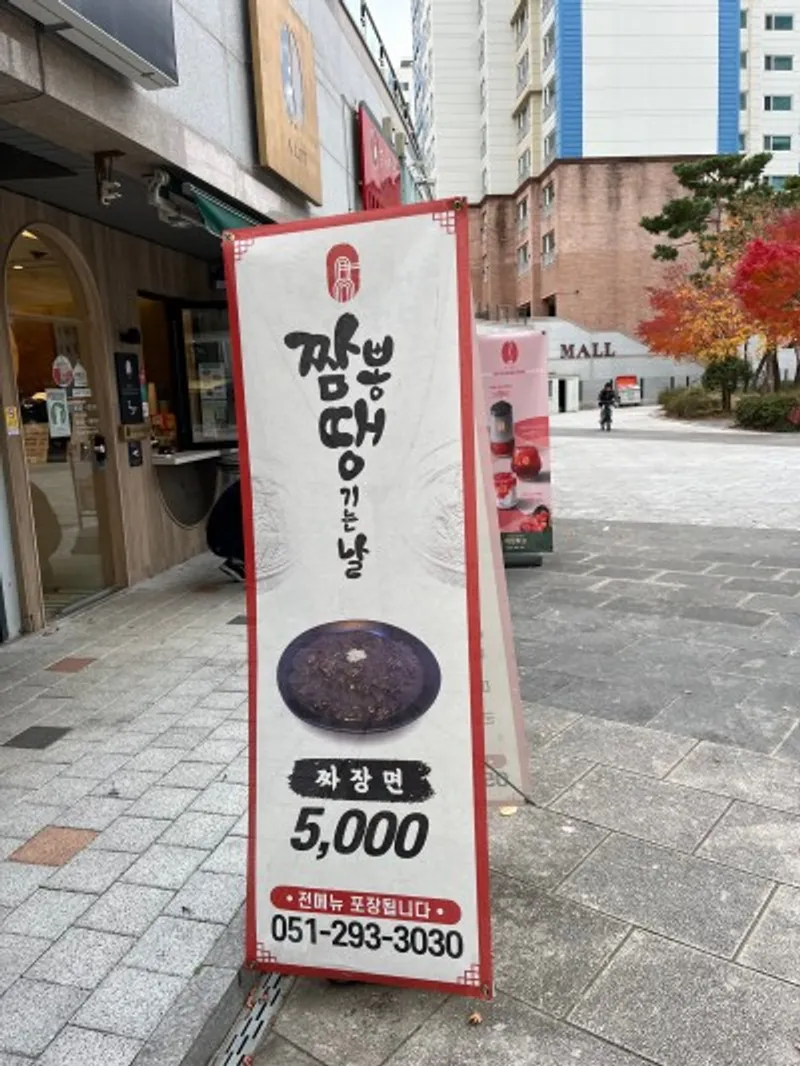 짬뽕
땡
기는
날
짜장면
5,000
• 전메뉴 포장됩니다 •
051-293-3030
MALL